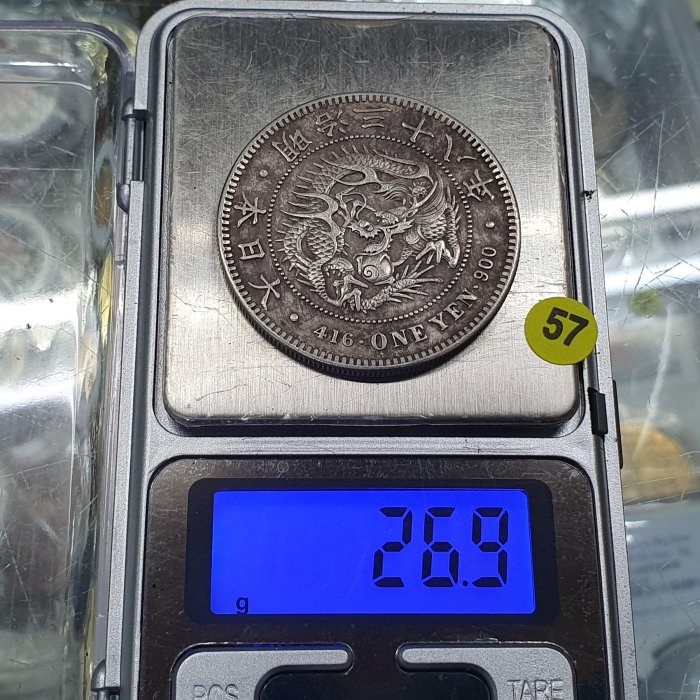 明治三十八年
大日本
416 · ONE YEN · 900
57
26.9
g
PCS
TARE